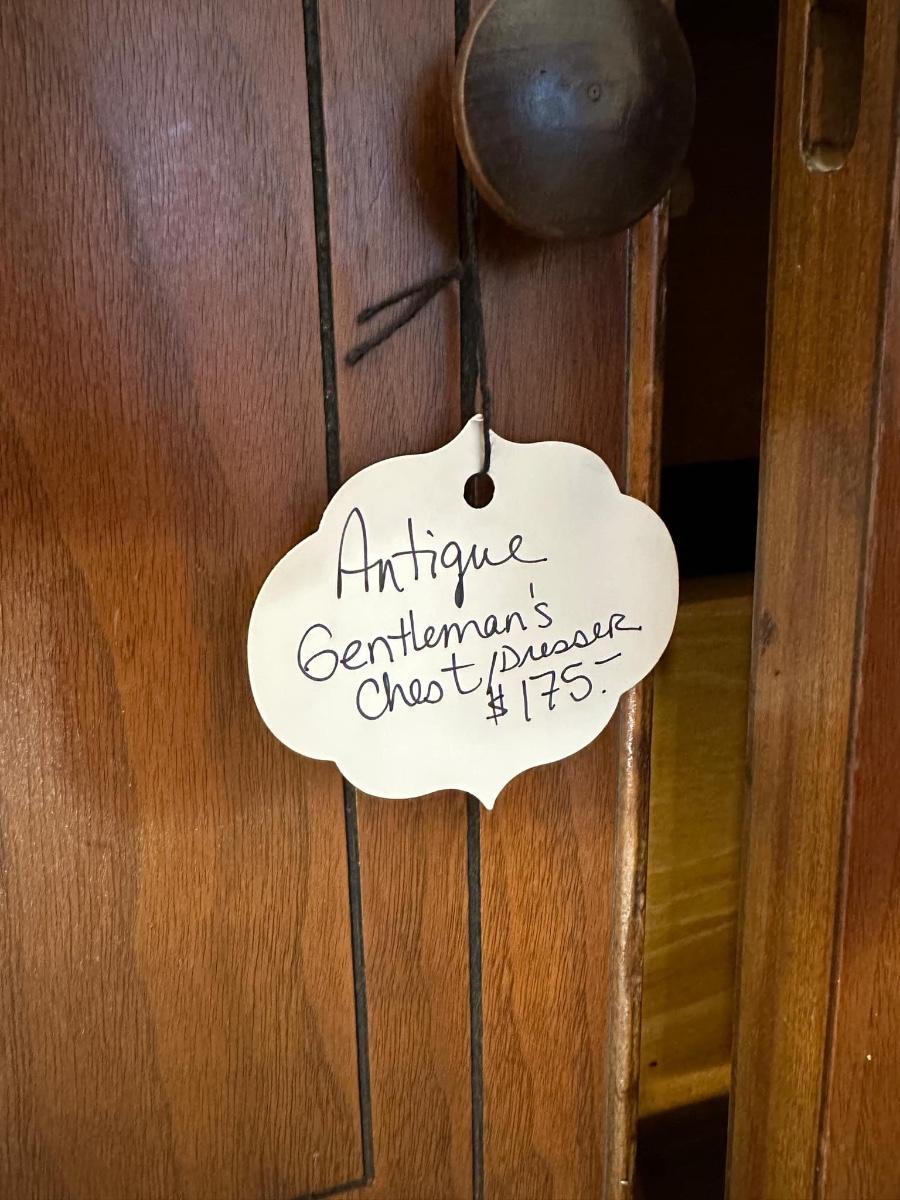 Antique
Gentleman's
Chest/Dresser
$175.-